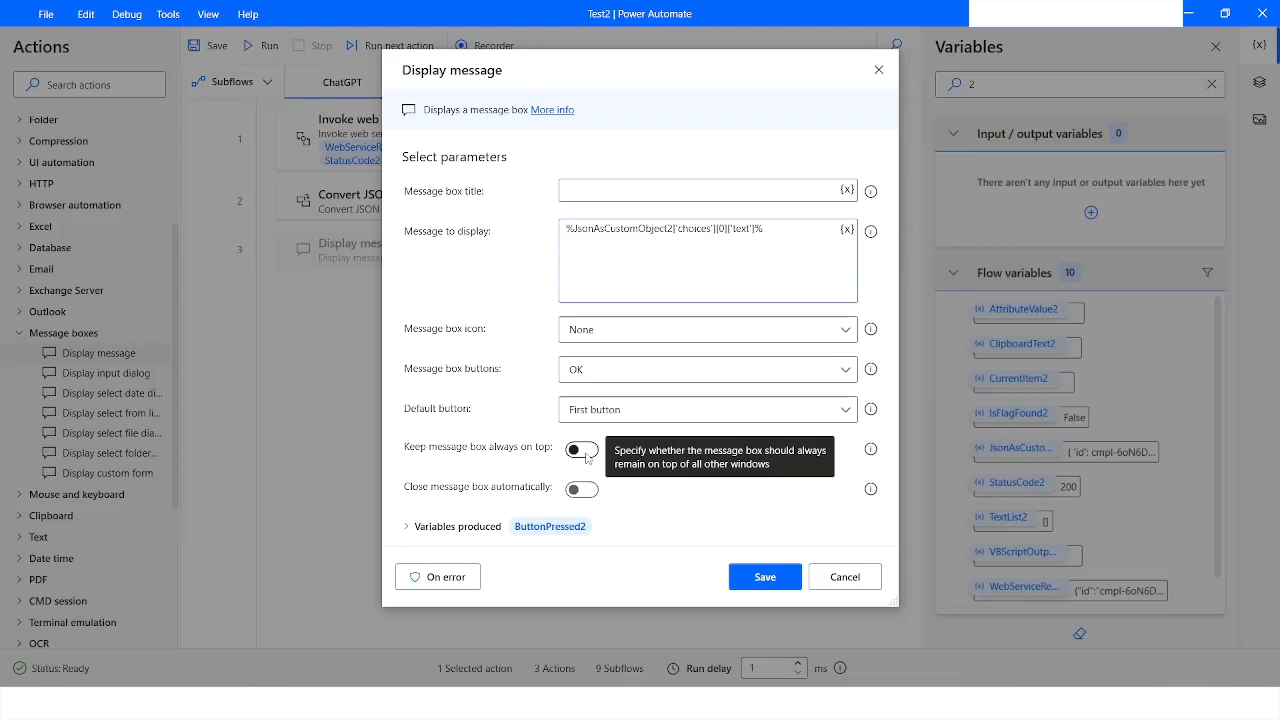 File Edit Debug Tools View Help
Test2 | Power Automate
Actions
Save Run Stop Run next action Recorder
Search actions
Subflows ChatGPT
Folder
Compression
UI automation
HTTP
Browser automation
Excel
Database
Email
Exchange Server
Outlook
Message boxes
Display message
Display input dialog
Display select date di...
Display select from li...
Display select file dia...
Display select folder...
Display custom form
Mouse and keyboard
Clipboard
Text
Date time
PDF
CMD session
Terminal emulation
OCR
1
Invoke web
Invoke web ser
WebServiceRe
StatusCode2
2
Convert JSON
Convert JSON
3
Display messa
Display messa
Display message
Displays a message box More info
Select parameters
Message box title:
{x}
Message to display:
%JsonAsCustomObject2['choices'][0]['text']%
{x}
Message box icon:
None
Message box buttons:
OK
Default button:
First button
Keep message box always on top:
Specify whether the message box should always
remain on top of all other windows
Close message box automatically:
Variables produced ButtonPressed2
On error
Save
Cancel
Variables
{x}
2
Input / output variables 0
There aren't any input or output variables here yet
Flow variables 10
{x} AttributeValue2
{x} ClipboardText2
{x} CurrentItem2
{x} IsFlagFound2 False
{x} JsonAsCusto... { 'id': cmpl-6oN6D...
{x} StatusCode2 200
{x} TextList2 []
{x} VBScriptOutp...
{x} WebServiceRe... {"id":"cmpl-6oN6D...
Status: Ready
1 Selected action
3 Actions
9 Subflows
Run delay 1 ms